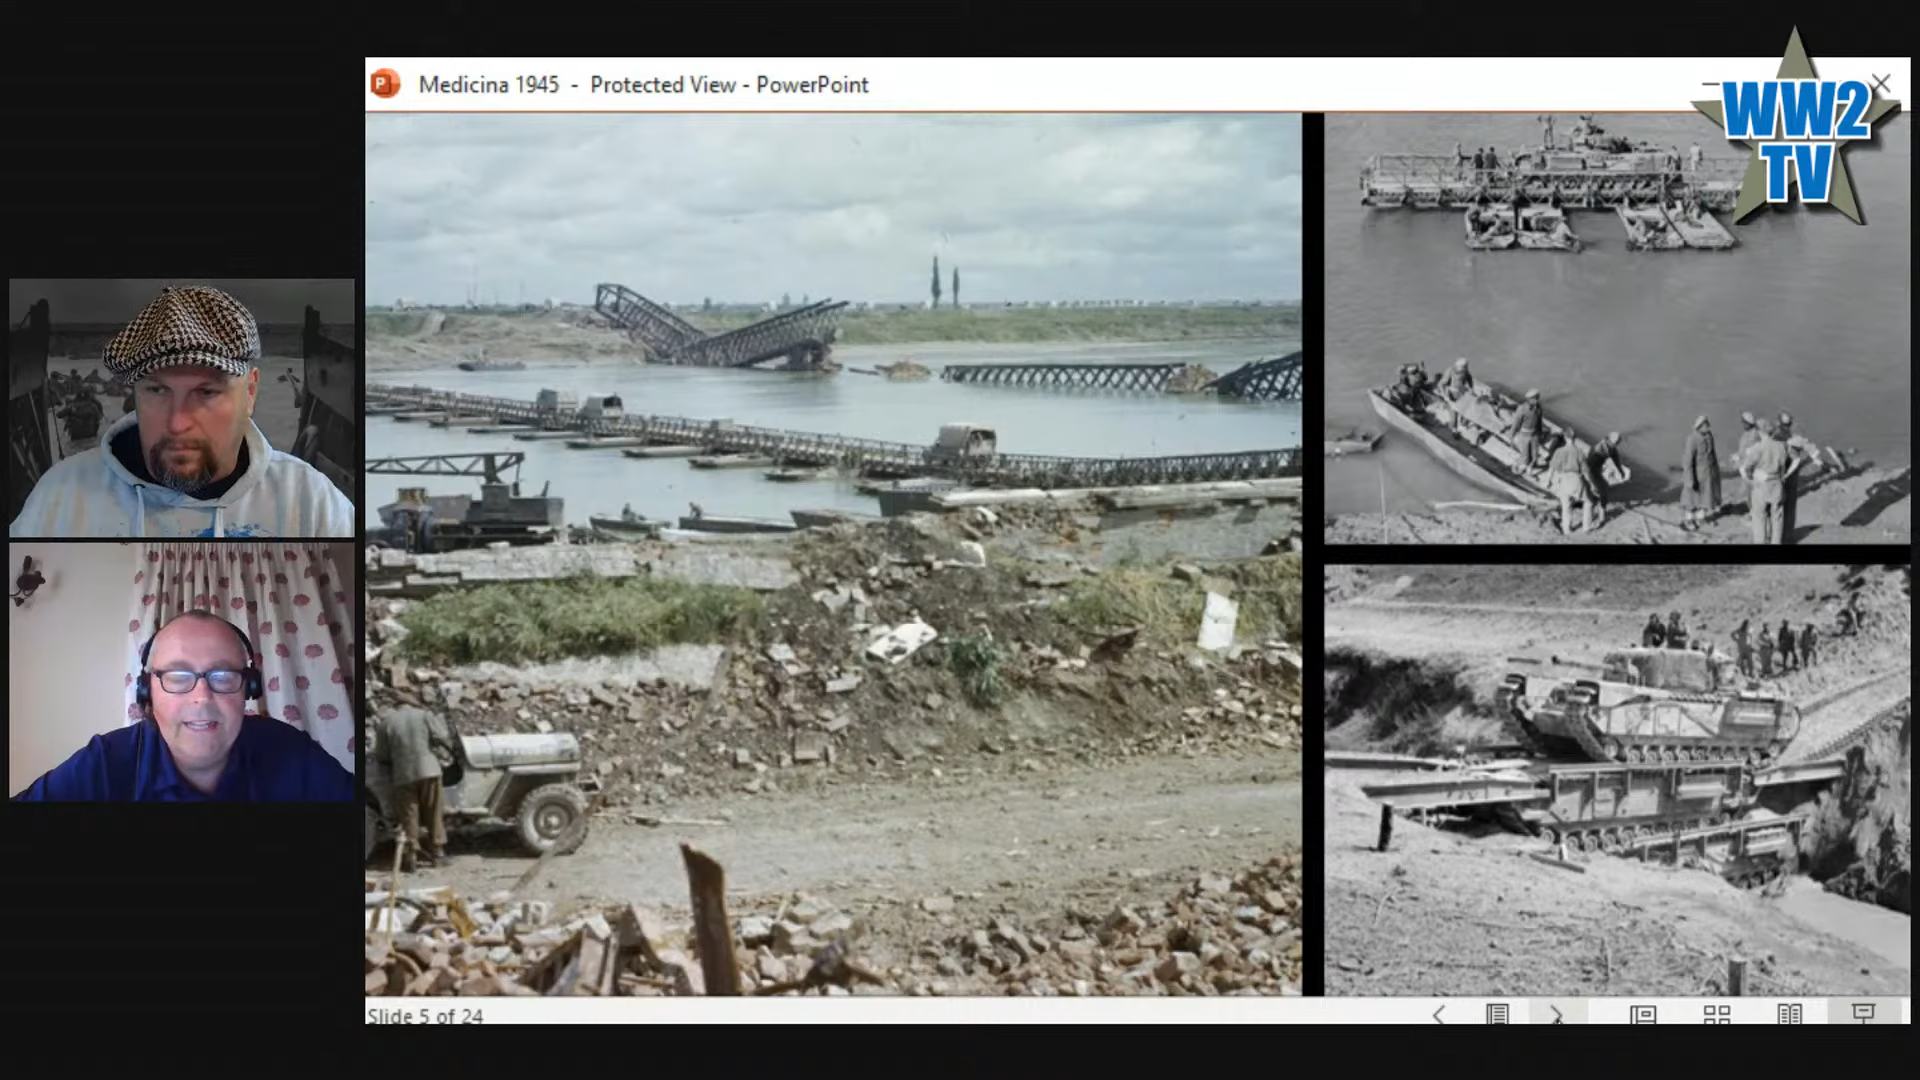 Medicina 1945 - Protected View - PowerPoint
WW2
TV
Slide 5 of 24